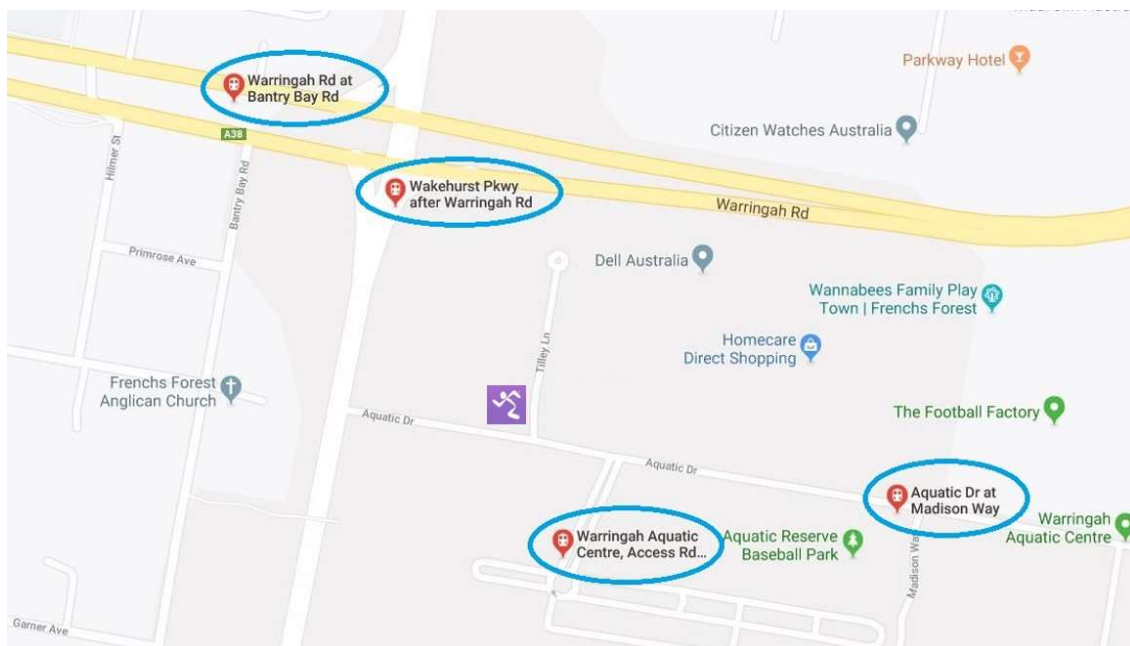 Parkway Hotel
Warringah Rd at
Bantry Bay Rd
Citizen Watches Australia
A38
Hilmer St
Bantry Bay Rd
Wakehurst Pkwy
after Warringah Rd
Warringah Rd
Primrose Ave
Dell Australia
Wannabees Family Play
Town | Frenchs Forest
Homecare
Direct Shopping
Tilley Ln
Frenchs Forest
Anglican Church
Aquatic Dr
The Football Factory
Aquatic Dr
Aquatic Dr at
Madison Way
Warringah
Aquatic Centre
Warringah Aquatic
Centre, Access Rd...
Aquatic Reserve
Baseball Park
Madison Way
Garner Ave